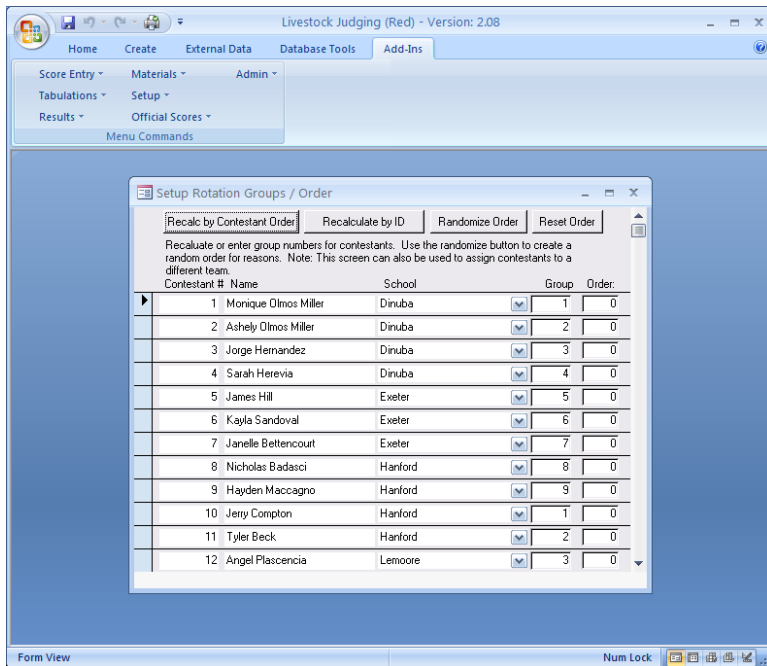 Livestock Judging (Red) - Version: 2.08
Home Create External Data Database Tools Add-Ins
Score Entry Materials Admin
Tabulations Setup
Results Official Scores
Menu Commands
Setup Rotation Groups / Order
Recalc by Contestant Order Recalculate by ID Randomize Order Reset Order
Recaluate or enter group numbers for contestants. Use the randomize button to create a
random order for reasons. Note: This screen can also be used to assign contestants to a
different team.
Contestant # Name School Group Order:
1 Monique Olmos Miller Dinuba 1 0
2 Ashely Olmos Miller Dinuba 2 0
3 Jorge Hernandez Dinuba 3 0
4 Sarah Herevia Dinuba 4 0
5 James Hill Exeter 5 0
6 Kayla Sandoval Exeter 6 0
7 Janelle Bettencourt Exeter 7 0
8 Nicholas Badasci Hanford 8 0
9 Hayden Maccagno Hanford 9 0
10 Jerry Compton Hanford 1 0
11 Tyler Beck Hanford 2 0
12 Angel Plascencia Lemoore 3 0
Form View Num Lock